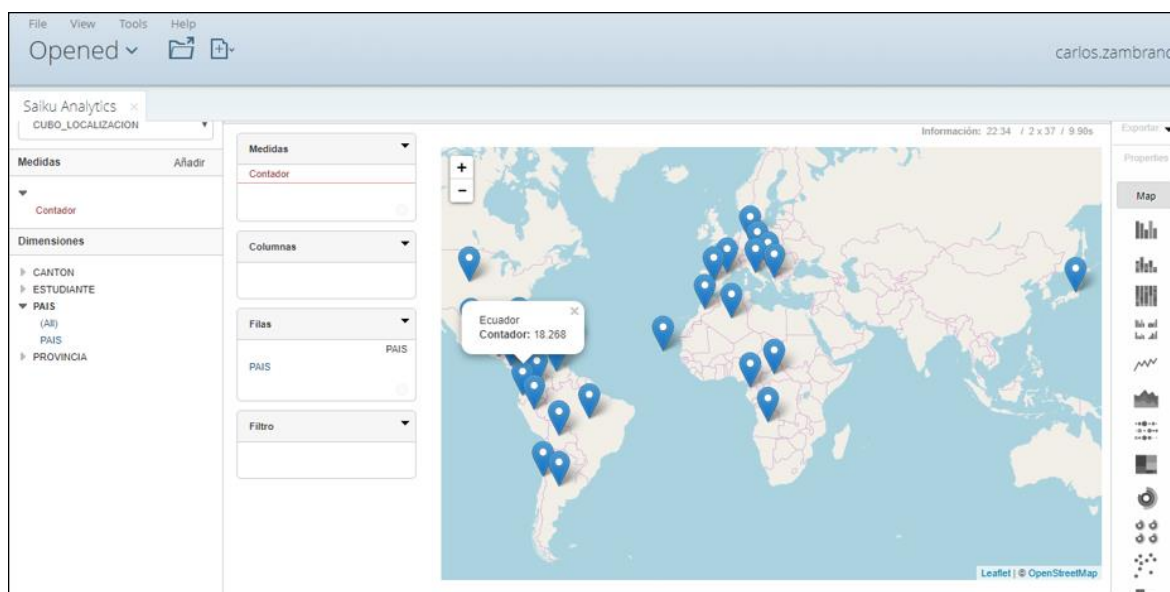 File View Tools Help
Opened
carlos.zambrano
Saiku Analytics ×
CUBO_LOCALIZACION
Medidas Añadir
Contador
Dimensiones
CANTON
ESTUDIANTE
PAIS
(All)
PAIS
PROVINCIA
Medidas
Contador
Columnas
Filas
PAIS
PAIS
Filtro
Información: 22:34 / 2 x 37 / 9.90s
+
−
Ecuador ×
Contador: 18.268
Leaflet | © OpenStreetMap
Exportar
Properties
Map